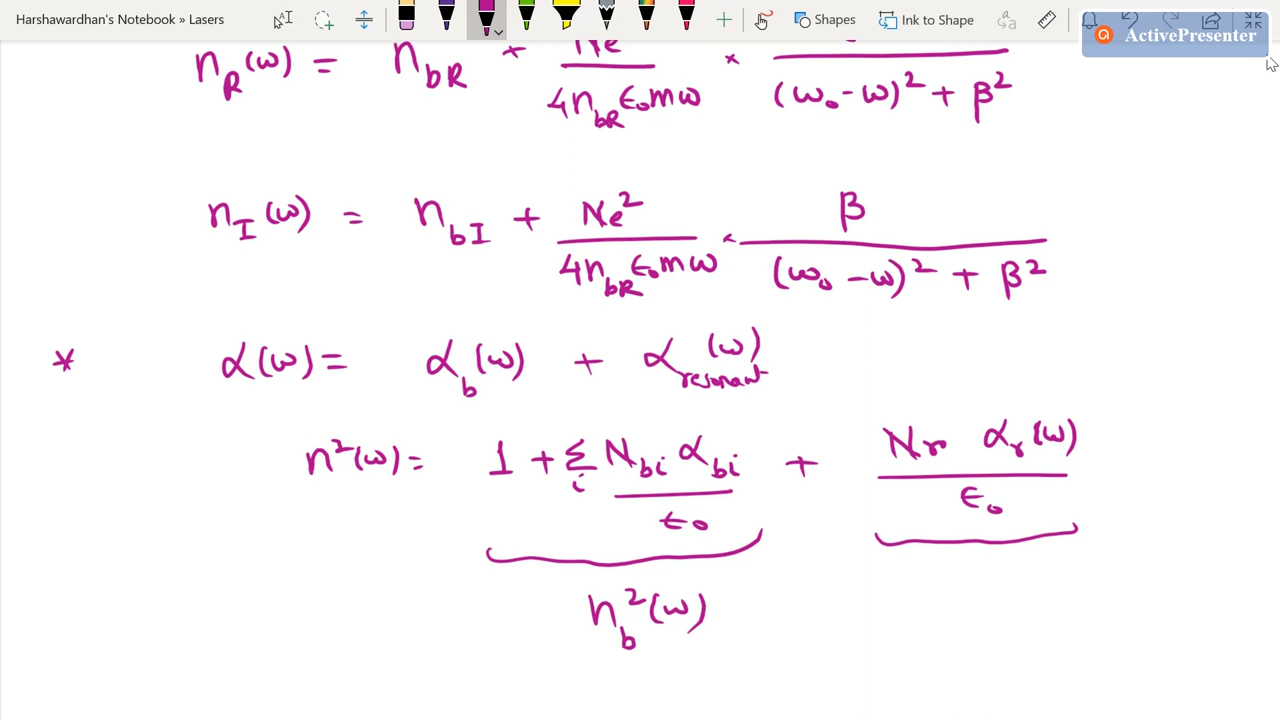 Harshawardhan's Notebook » Lasers
Shapes Ink to Shape
ActivePresenter
n_R(ω) = n_bR + Ne / 4n_bR ε₀mω × / (ω₀-ω)² + β²
n_I(ω) = n_bI + Ne² / 4n_bR ε₀mω × β / (ω₀-ω)² + β²
* α(ω) = α_b(ω) + α_resonant(ω)
n²(ω) = 1 + Σ_i N_bi α_bi / ε₀ + N_r α_r(ω) / ε₀
n_b²(ω)